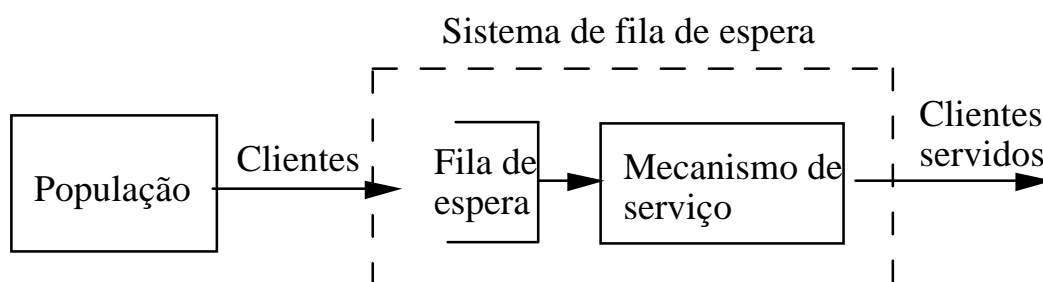 Sistema de fila de espera
População
Clientes
Fila de
espera
Mecanismo de
serviço
Clientes
servidos